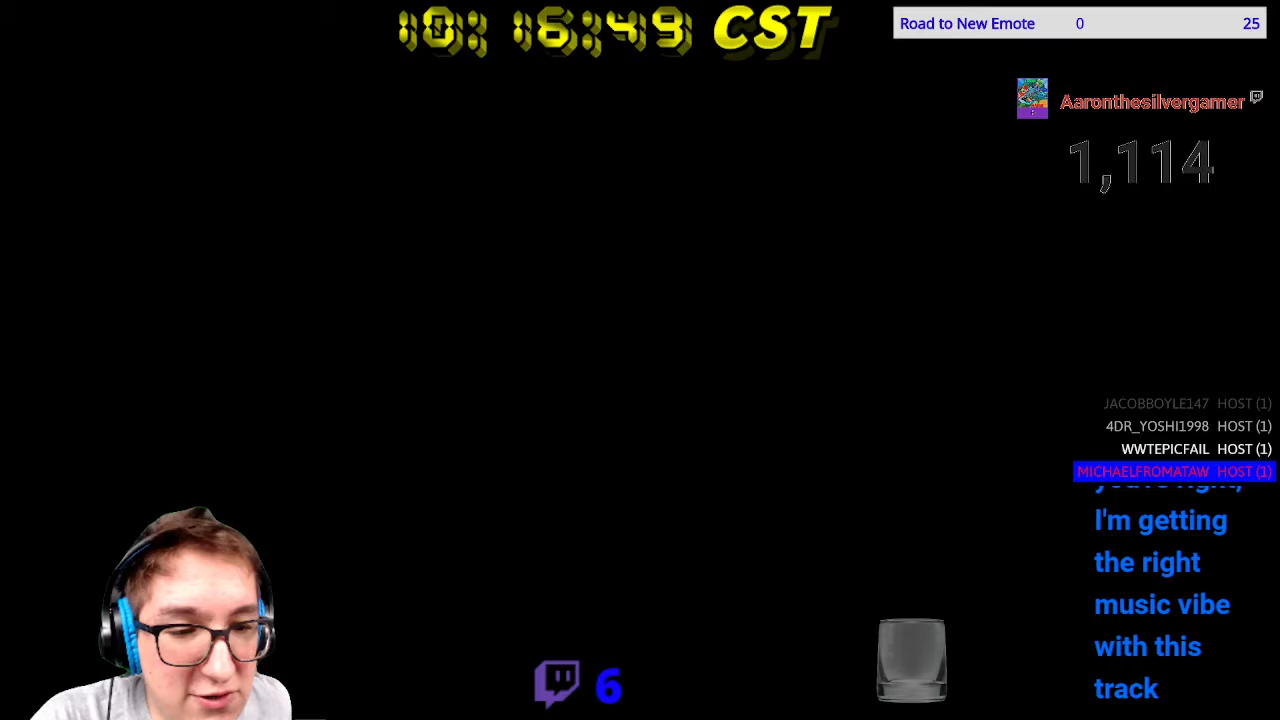 10:16:49 CST
Road to New Emote 0 25
Aaronthesilvergamer
1,114
JACOBBOYLE147 HOST (1)
4DR_YOSHI1998 HOST (1)
WWTEPICFAIL HOST (1)
MICHAELFROMATAW HOST (1)
I'm getting
the right
music vibe
with this
track
6